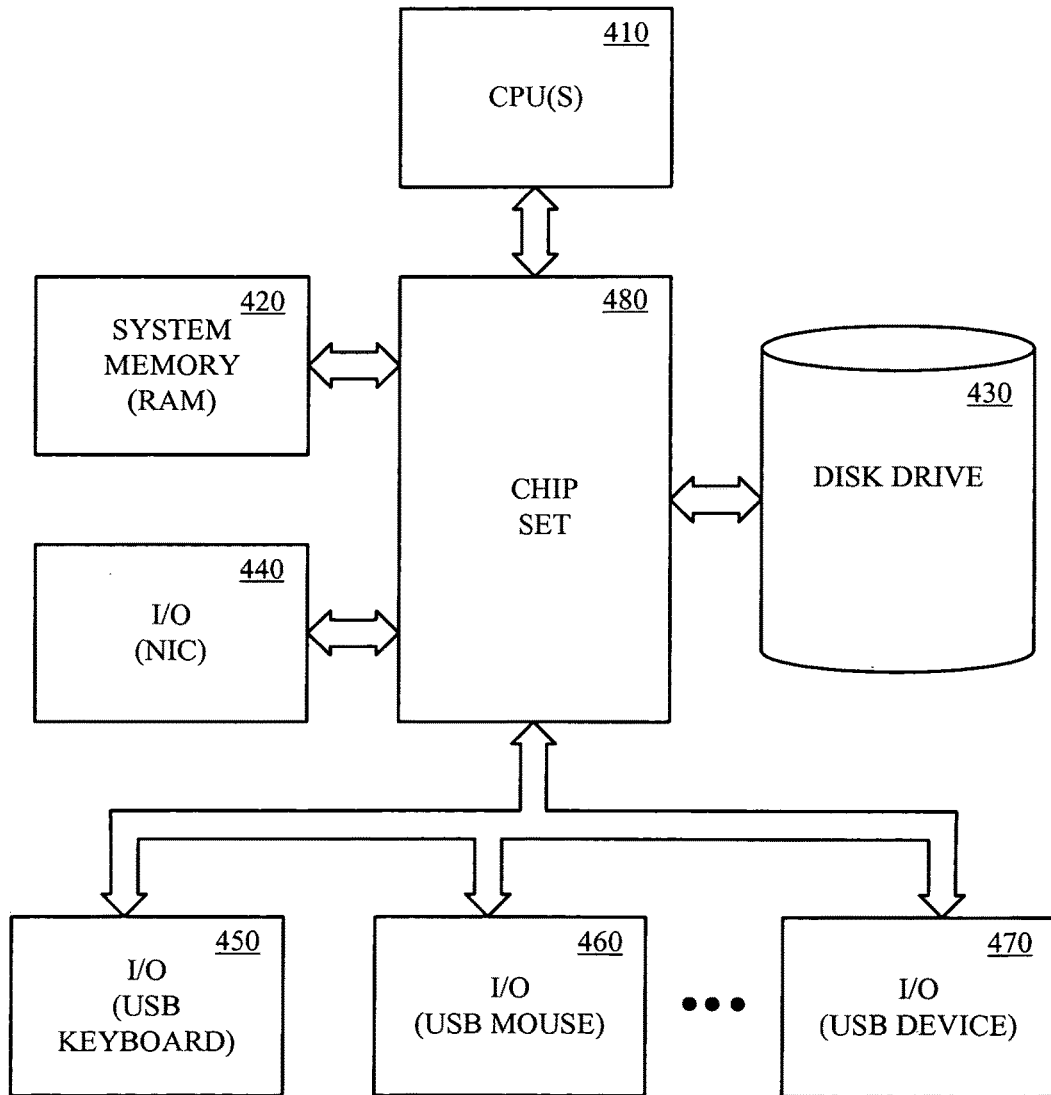 410
CPU(S)
420
SYSTEM
MEMORY
(RAM)
480
CHIP
SET
430
DISK DRIVE
440
I/O
(NIC)
450
I/O
(USB
KEYBOARD)
460
I/O
(USB MOUSE)
470
I/O
(USB DEVICE)